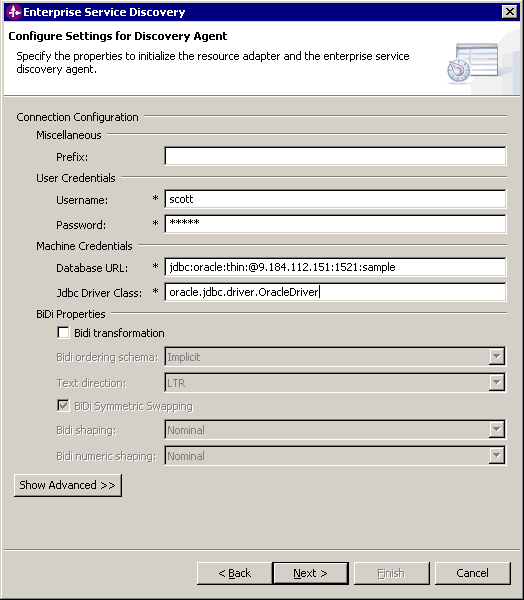 Enterprise Service Discovery
Configure Settings for Discovery Agent
Specify the properties to initialize the resource adapter and the enterprise service
discovery agent.
Connection Configuration
Miscellaneous
Prefix:
User Credentials
Username: * scott
Password: * *****
Machine Credentials
Database URL: * jdbc:oracle:thin:@9.184.112.151:1521:sample
Jdbc Driver Class: * oracle.jdbc.driver.OracleDriver
BiDi Properties
Bidi transformation
Bidi ordering schema: Implicit
Text direction: LTR
BiDi Symmetric Swapping
Bidi shaping: Nominal
Bidi numeric shaping: Nominal
Show Advanced >>
< Back Next > Finish Cancel